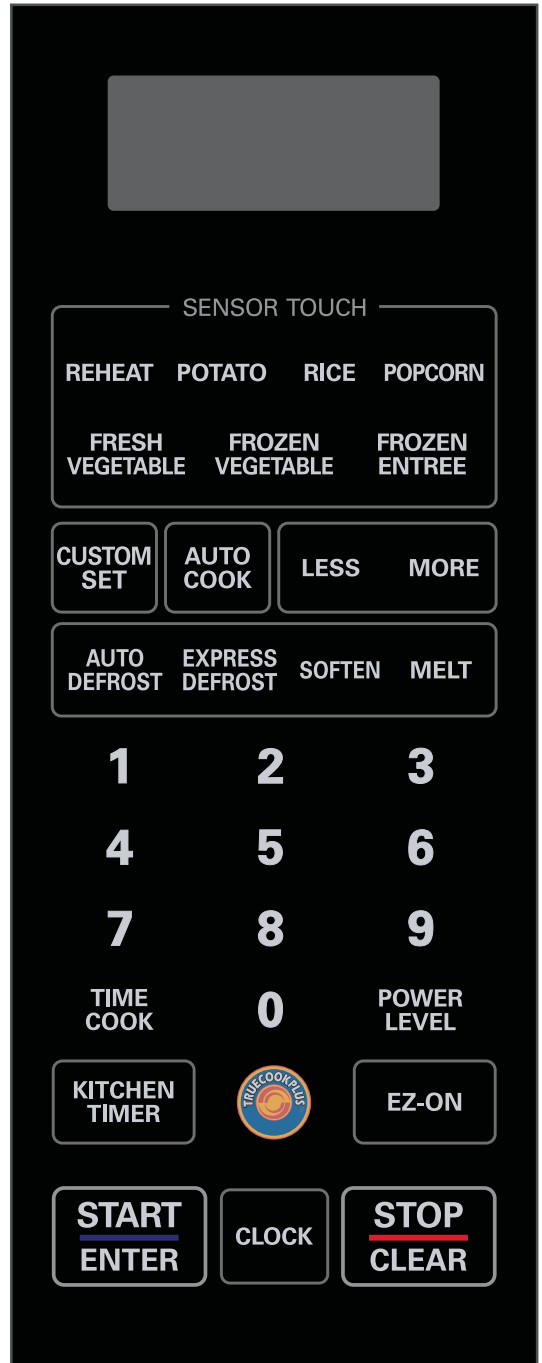 SENSOR TOUCH
REHEAT POTATO RICE POPCORN
FRESH VEGETABLE FROZEN VEGETABLE FROZEN ENTREE
CUSTOM SET AUTO COOK LESS MORE
AUTO DEFROST EXPRESS DEFROST SOFTEN MELT
1 2 3
4 5 6
7 8 9
TIME COOK 0 POWER LEVEL
KITCHEN TIMER TRUECOOKPLUS EZ-ON
START ENTER CLOCK STOP CLEAR